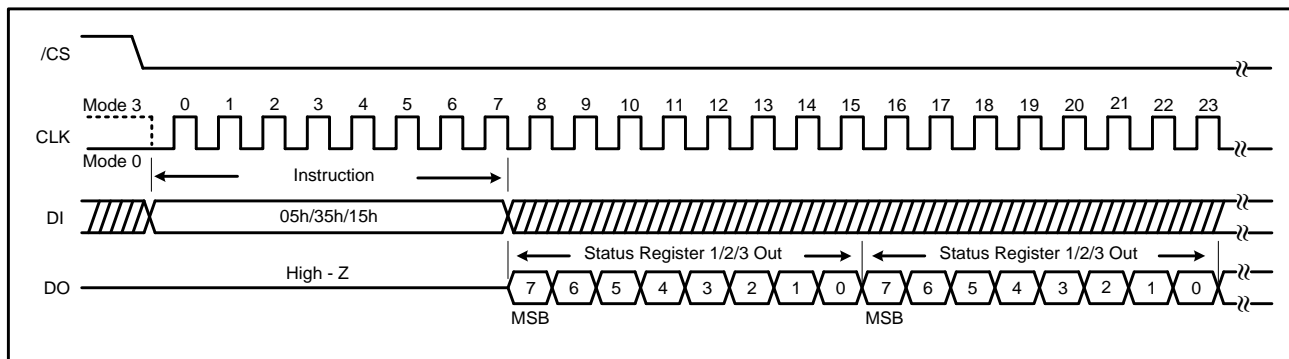 /CS
Mode 3 0 1 2 3 4 5 6 7 8 9 10 11 12 13 14 15 16 17 18 19 20 21 22 23
CLK
Mode 0
Instruction
DI 05h/35h/15h
Status Register 1/2/3 Out Status Register 1/2/3 Out
High - Z
DO 7 6 5 4 3 2 1 0 7 6 5 4 3 2 1 0
MSB MSB